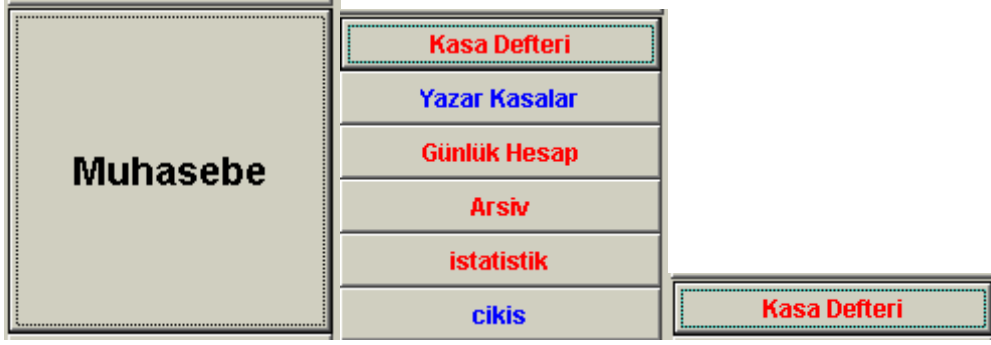 Muhasebe
Kasa Defteri
Yazar Kasalar
Günlük Hesap
Arsiv
istatistik
cikis
Kasa Defteri